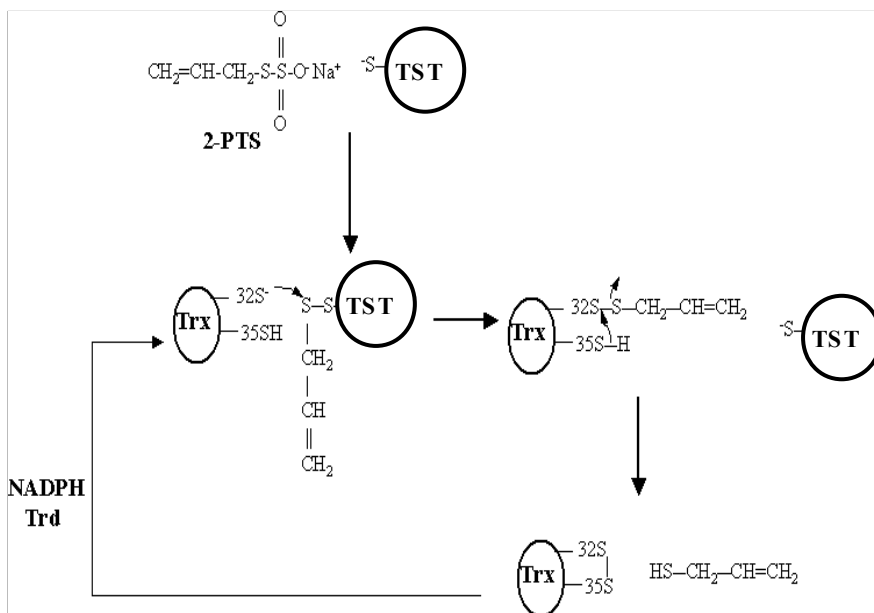 O
||
CH₂=CH-CH₂-S-S-O⁻Na⁺
||
O
2-PTS
⁻S
TST
Trx
32S⁻
35SH
S–S
TST
CH₂
CH
||
CH₂
Trx
32S–S–CH₂–CH=CH₂
35S–H
⁻S
TST
NADPH
Trd
Trx
32S
35S
HS–CH₂–CH=CH₂